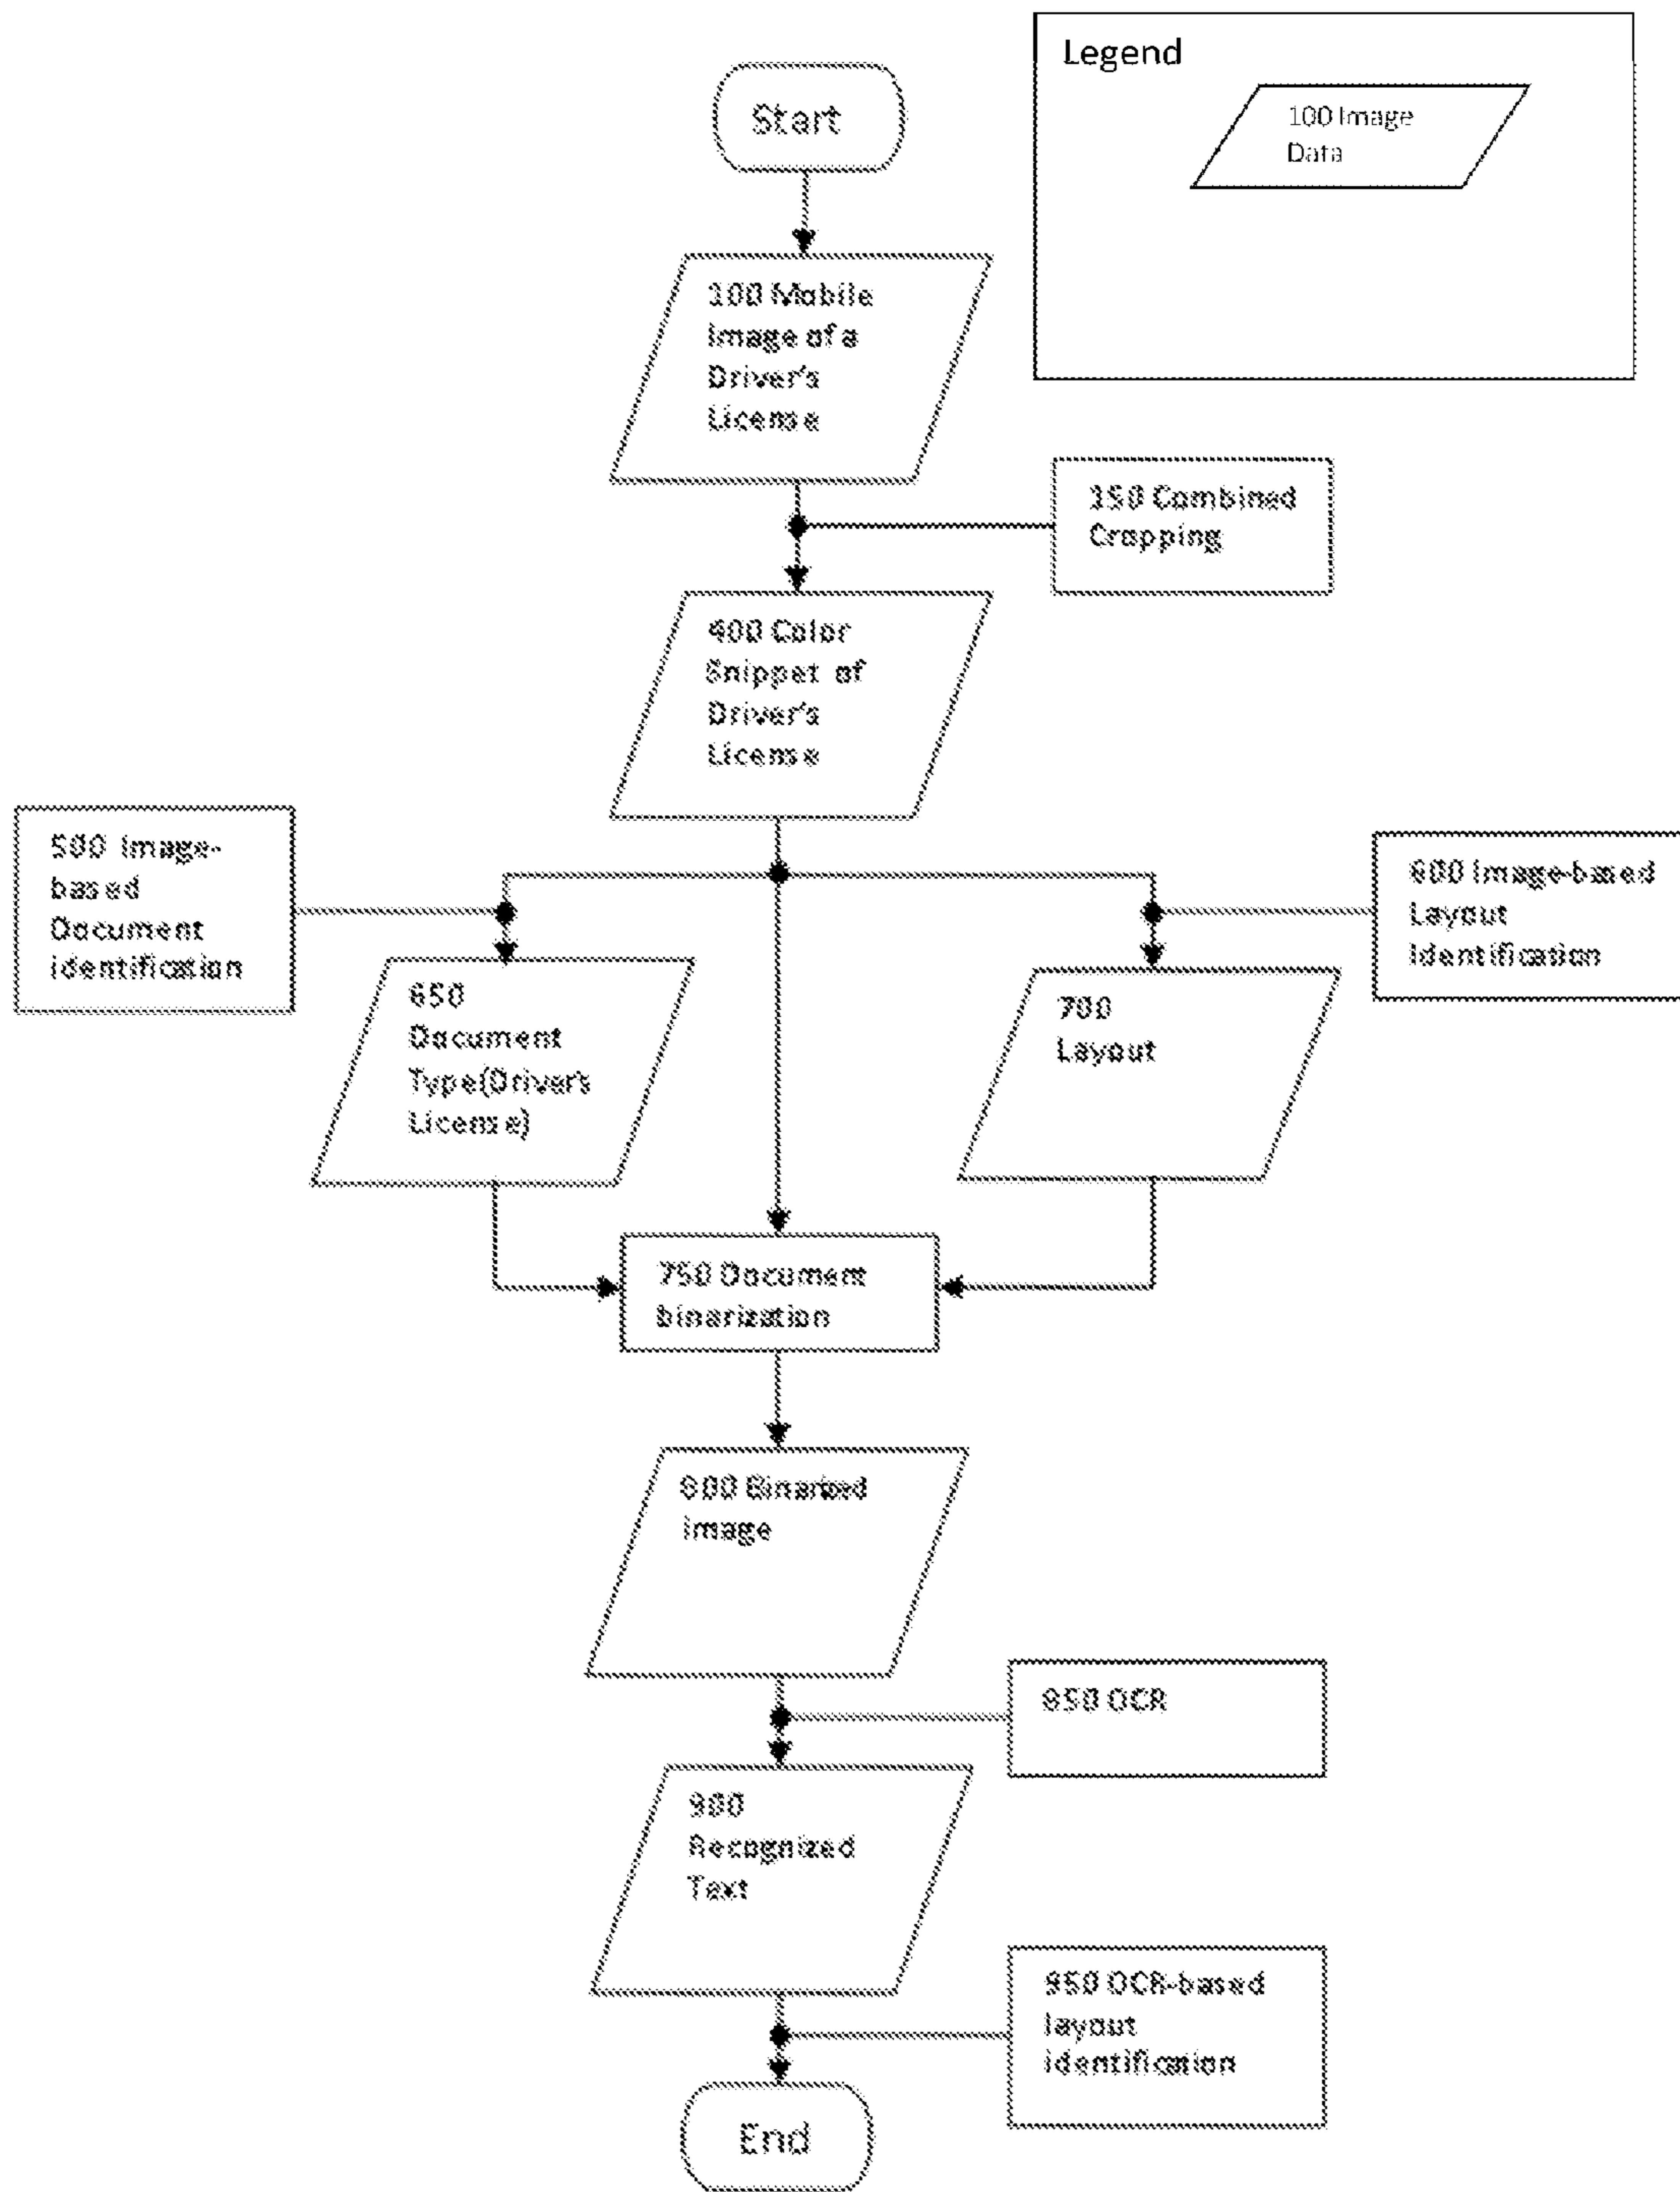 Legend
100 Image
Data
Start
100 Mobile
Image of a
Driver's
License
150 Combined
Cropping
400 Color
Snippet of
Driver's
License
500 Image-
based
Document
identification
600 Image-based
Layout
Identification
650
Document
Type(Driver's
License)
700
Layout
750 Document
binarization
Binarized
image
850 OCR
900
Recognized
Text
950 OCR-based
layout
identification
End